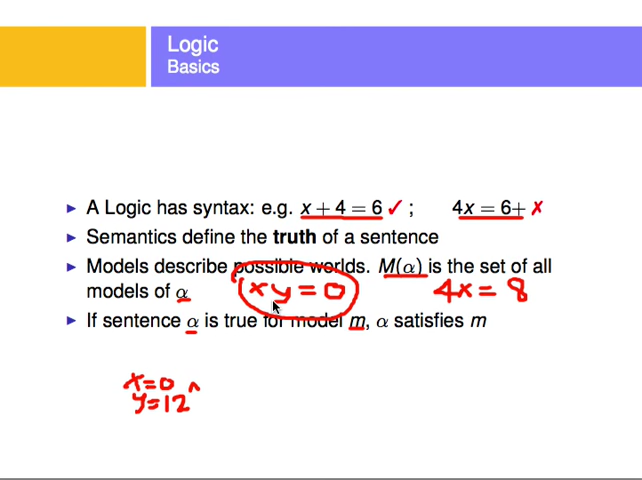 Logic
Basics
► A Logic has syntax: e.g. x + 4 = 6 ✓ ; 4x = 6+ ✗
► Semantics define the truth of a sentence
► Models describe possible worlds. M(α) is the set of all
models of α (xy = 0) 4x = 8
► If sentence α is true for model m, α satisfies m
x=0 ^
y=12